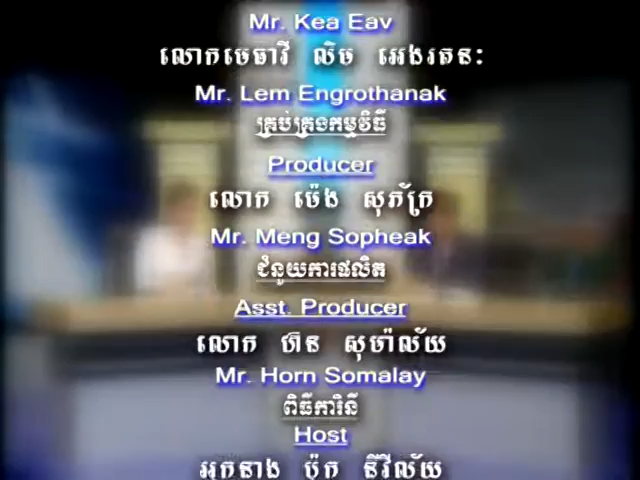 Mr. Kea Eav
លោកមេធាវី លិម អេងរតនៈ
Mr. Lem Engrothanak
គ្រប់គ្រងកម្មវិធី
Producer
លោក ម៉េង សុភ័ក្រ
Mr. Meng Sopheak
ជំនួយការផលិត
Asst. Producer
លោក ហ៊ន សុម៉ាល័យ
Mr. Horn Somalay
ពិធីការិនី
Host
អ្នកនាង ប៉ុក នីវីល័យ